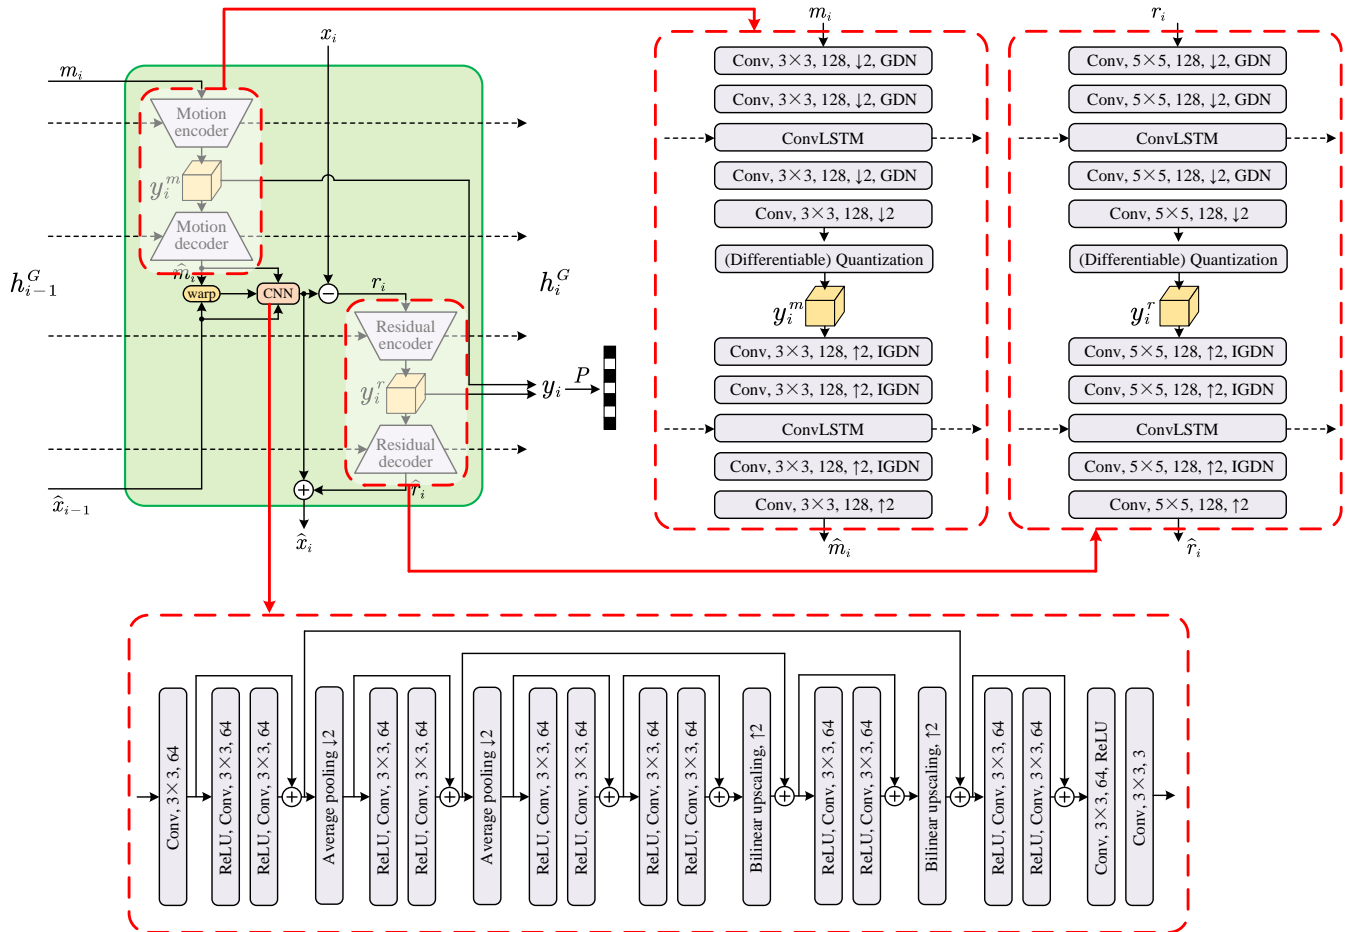 x_i
m_i
Motion
encoder
y_i^m
Motion
decoder
m̂_i
h_{i-1}^G
warp
CNN
−
r_i
h_i^G
Residual
encoder
y_i^r
Residual
decoder
r̂_i
y_i
P
x̂_{i-1}
+
x̂_i
m_i
Conv, 3×3, 128, ↓2, GDN
Conv, 3×3, 128, ↓2, GDN
ConvLSTM
Conv, 3×3, 128, ↓2, GDN
Conv, 3×3, 128, ↓2
(Differentiable) Quantization
y_i^m
Conv, 3×3, 128, ↑2, IGDN
Conv, 3×3, 128, ↑2, IGDN
ConvLSTM
Conv, 3×3, 128, ↑2, IGDN
Conv, 3×3, 128, ↑2
m̂_i
r_i
Conv, 5×5, 128, ↓2, GDN
Conv, 5×5, 128, ↓2, GDN
ConvLSTM
Conv, 5×5, 128, ↓2, GDN
Conv, 5×5, 128, ↓2
(Differentiable) Quantization
y_i^r
Conv, 5×5, 128, ↑2, IGDN
Conv, 5×5, 128, ↑2, IGDN
ConvLSTM
Conv, 5×5, 128, ↑2, IGDN
Conv, 5×5, 128, ↑2
r̂_i
Conv, 3×3, 64
ReLU, Conv, 3×3, 64
ReLU, Conv, 3×3, 64
+
Average pooling ↓2
ReLU, Conv, 3×3, 64
ReLU, Conv, 3×3, 64
+
Average pooling ↓2
ReLU, Conv, 3×3, 64
ReLU, Conv, 3×3, 64
+
ReLU, Conv, 3×3, 64
ReLU, Conv, 3×3, 64
+
Bilinear upscaling, ↑2
+
ReLU, Conv, 3×3, 64
ReLU, Conv, 3×3, 64
+
Bilinear upscaling, ↑2
+
ReLU, Conv, 3×3, 64
ReLU, Conv, 3×3, 64
+
Conv, 3×3, 64, ReLU
Conv, 3×3, 3